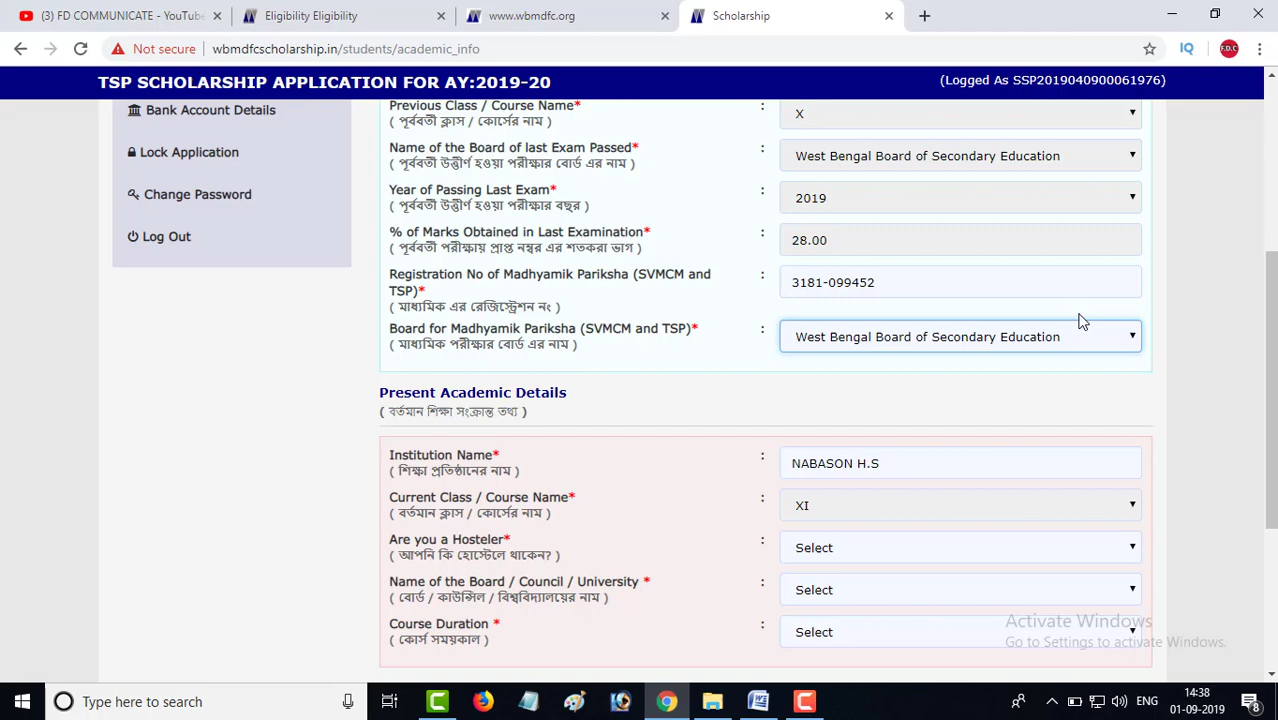 (3) FD COMMUNICATE - YouTube
Eligibility Eligibility
www.wbmdfc.org
Scholarship
Not secure
wbmdfcscholarship.in/students/academic_info
IQ
F.D.C
TSP SCHOLARSHIP APPLICATION FOR AY:2019-20
(Logged As SSP2019040900061976)
Bank Account Details
Lock Application
Change Password
Log Out
Previous Class / Course Name* : X
( পূর্ববর্তী ক্লাস / কোর্সের নাম )
Name of the Board of last Exam Passed* : West Bengal Board of Secondary Education
( পূর্ববর্তী উত্তীর্ণ হওয়া পরীক্ষার বোর্ড এর নাম )
Year of Passing Last Exam* : 2019
( পূর্ববর্তী উত্তীর্ণ হওয়া পরীক্ষার বছর )
% of Marks Obtained in Last Examination* : 28.00
( পূর্ববর্তী পরীক্ষায় প্রাপ্ত নম্বর এর শতকরা ভাগ )
Registration No of Madhyamik Pariksha (SVMCM and : 3181-099452
TSP)*
( মাধ্যমিক এর রেজিস্ট্রেশন নং )
Board for Madhyamik Pariksha (SVMCM and TSP)* : West Bengal Board of Secondary Education
( মাধ্যমিক পরীক্ষার বোর্ড এর নাম )
Present Academic Details
( বর্তমান শিক্ষা সংক্রান্ত তথ্য )
Institution Name* : NABASON H.S
( শিক্ষা প্রতিষ্ঠানের নাম )
Current Class / Course Name* : XI
( বর্তমান ক্লাস / কোর্সের নাম )
Are you a Hosteler* : Select
( আপনি কি হোস্টেলে থাকেন? )
Name of the Board / Council / University * : Select
( বোর্ড / কাউন্সিল / বিশ্ববিদ্যালয়ের নাম )
Course Duration * : Select
( কোর্স সময়কাল )
Activate Windows
Go to Settings to activate Windows.
Type here to search
ENG
14:38
01-09-2019
8